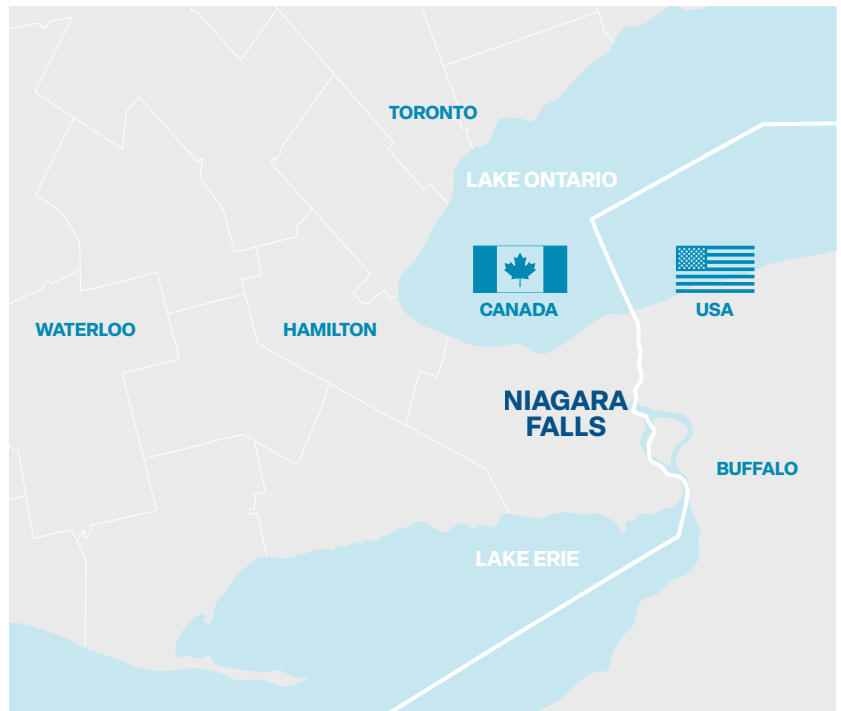 TORONTO
LAKE ONTARIO
CANADA
USA
WATERLOO
HAMILTON
NIAGARA
FALLS
BUFFALO
LAKE ERIE